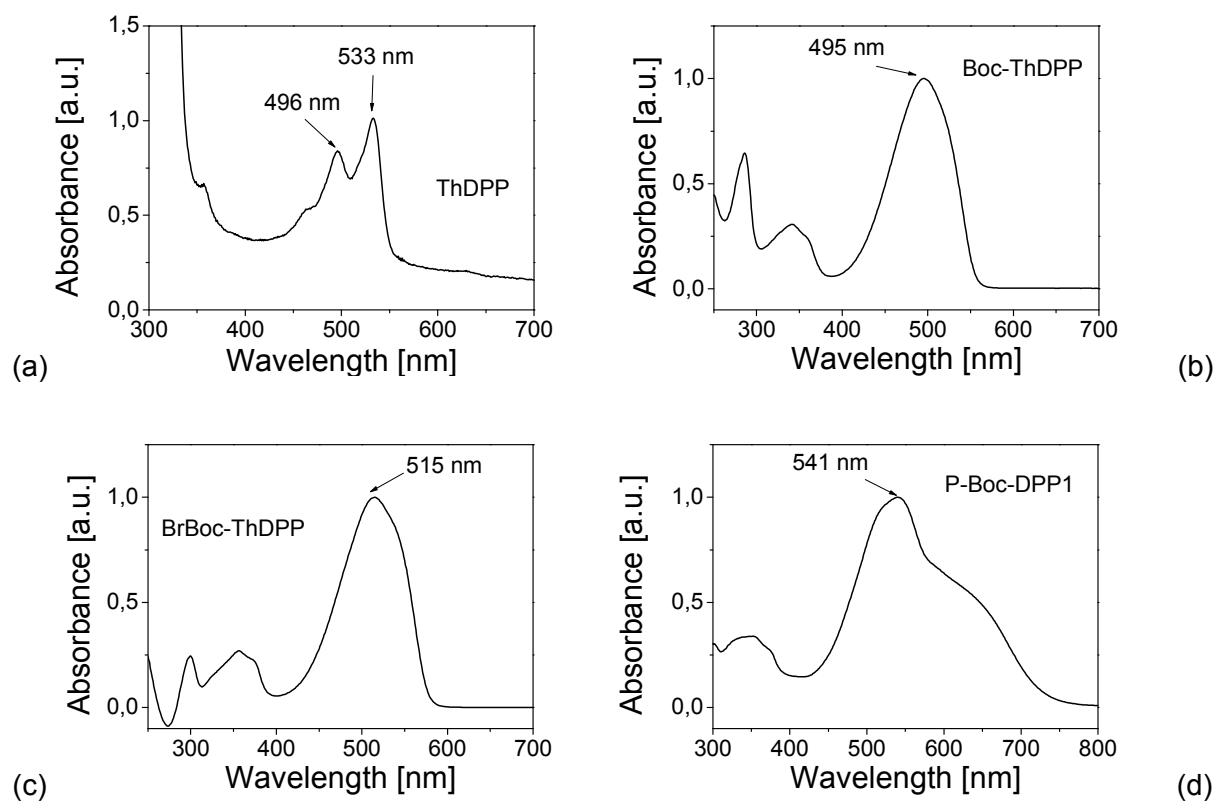 1,5
1,0
0,5
0,0
300 400 500 600 700
Absorbance [a.u.]
Wavelength [nm]
533 nm
496 nm
ThDPP
(a)
1,0
0,5
0,0
300 400 500 600 700
Absorbance [a.u.]
Wavelength [nm]
495 nm
Boc-ThDPP
(b)
1,0
0,5
0,0
300 400 500 600 700
Absorbance [a.u.]
Wavelength [nm]
515 nm
BrBoc-ThDPP
(c)
1,0
0,5
0,0
300 400 500 600 700 800
Absorbance [a.u.]
Wavelength [nm]
541 nm
P-Boc-DPP1
(d)